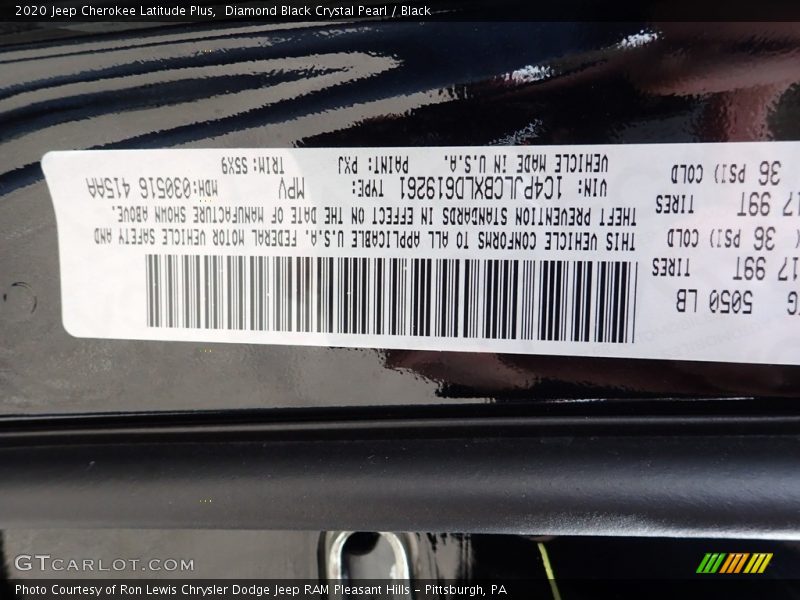 2020 Jeep Cherokee Latitude Plus, Diamond Black Crystal Pearl / Black
5050 LB
17 99T TIRES
36 PSI) COLD
17 99T TIRES
36 PSI) COLD
THIS VEHICLE CONFORMS TO ALL APPLICABLE U.S.A. FEDERAL MOTOR VEHICLE SAFETY AND
THEFT PREVENTION STANDARDS IN EFFECT ON THE DATE OF MANUFACTURE SHOWN ABOVE.
VIN: 1C4PJLCBXLD619261 TYPE: MPV MDH:030516 415AA
VEHICLE MADE IN U.S.A. PAINT: PXJ TRIM: S5X9
GTCARLOT.COM
Photo Courtesy of Ron Lewis Chrysler Dodge Jeep RAM Pleasant Hills - Pittsburgh, PA